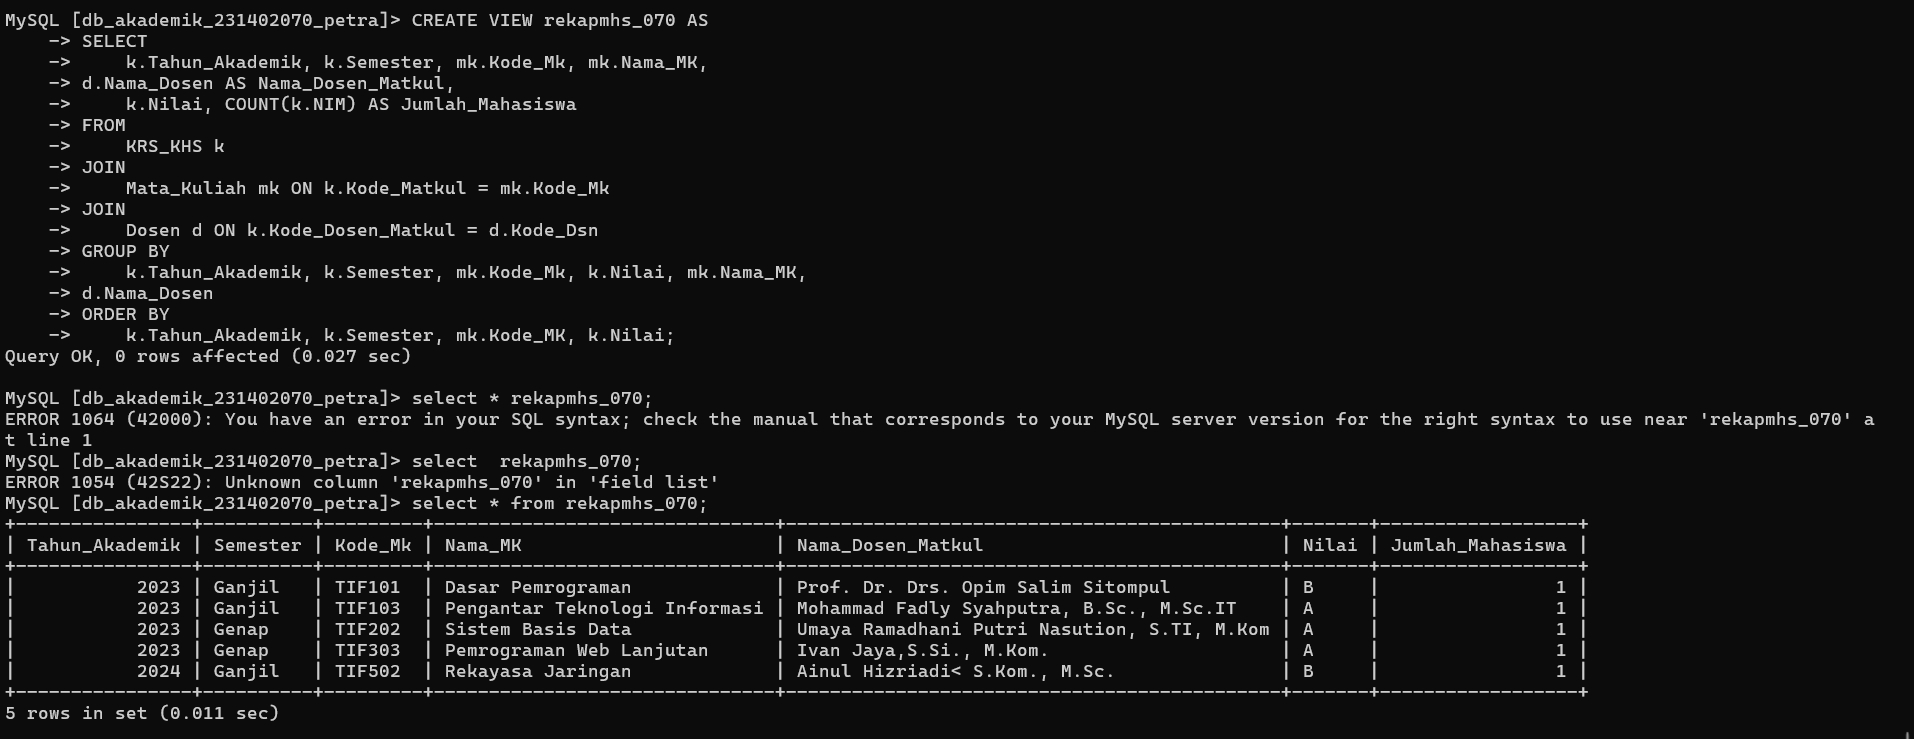 MySQL [db_akademik_231402070_petra]> CREATE VIEW rekapmhs_070 AS
    -> SELECT
    ->     k.Tahun_Akademik, k.Semester, mk.Kode_Mk, mk.Nama_MK,
    -> d.Nama_Dosen AS Nama_Dosen_Matkul,
    ->     k.Nilai, COUNT(k.NIM) AS Jumlah_Mahasiswa
    -> FROM
    ->     KRS_KHS k
    -> JOIN
    ->     Mata_Kuliah mk ON k.Kode_Matkul = mk.Kode_Mk
    -> JOIN
    ->     Dosen d ON k.Kode_Dosen_Matkul = d.Kode_Dsn
    -> GROUP BY
    ->     k.Tahun_Akademik, k.Semester, mk.Kode_Mk, k.Nilai, mk.Nama_MK,
    -> d.Nama_Dosen
    -> ORDER BY
    ->     k.Tahun_Akademik, k.Semester, mk.Kode_MK, k.Nilai;
Query OK, 0 rows affected (0.027 sec)

MySQL [db_akademik_231402070_petra]> select * rekapmhs_070;
ERROR 1064 (42000): You have an error in your SQL syntax; check the manual that corresponds to your MySQL server version for the right syntax to use near 'rekapmhs_070' a
t line 1
MySQL [db_akademik_231402070_petra]> select  rekapmhs_070;
ERROR 1054 (42S22): Unknown column 'rekapmhs_070' in 'field list'
MySQL [db_akademik_231402070_petra]> select * from rekapmhs_070;
+----------------+----------+---------+-------------------------------+---------------------------------------------+-------+------------------+
| Tahun_Akademik | Semester | Kode_Mk | Nama_MK                       | Nama_Dosen_Matkul                           | Nilai | Jumlah_Mahasiswa |
+----------------+----------+---------+-------------------------------+---------------------------------------------+-------+------------------+
|           2023 | Ganjil   | TIF101  | Dasar Pemrograman             | Prof. Dr. Drs. Opim Salim Sitompul          | B     |                1 |
|           2023 | Ganjil   | TIF103  | Pengantar Teknologi Informasi | Mohammad Fadly Syahputra, B.Sc., M.Sc.IT    | A     |                1 |
|           2023 | Genap    | TIF202  | Sistem Basis Data             | Umaya Ramadhani Putri Nasution, S.TI, M.Kom | A     |                1 |
|           2023 | Genap    | TIF303  | Pemrograman Web Lanjutan      | Ivan Jaya,S.Si., M.Kom.                     | A     |                1 |
|           2024 | Ganjil   | TIF502  | Rekayasa Jaringan             | Ainul Hizriadi< S.Kom., M.Sc.               | B     |                1 |
+----------------+----------+---------+-------------------------------+---------------------------------------------+-------+------------------+
5 rows in set (0.011 sec)